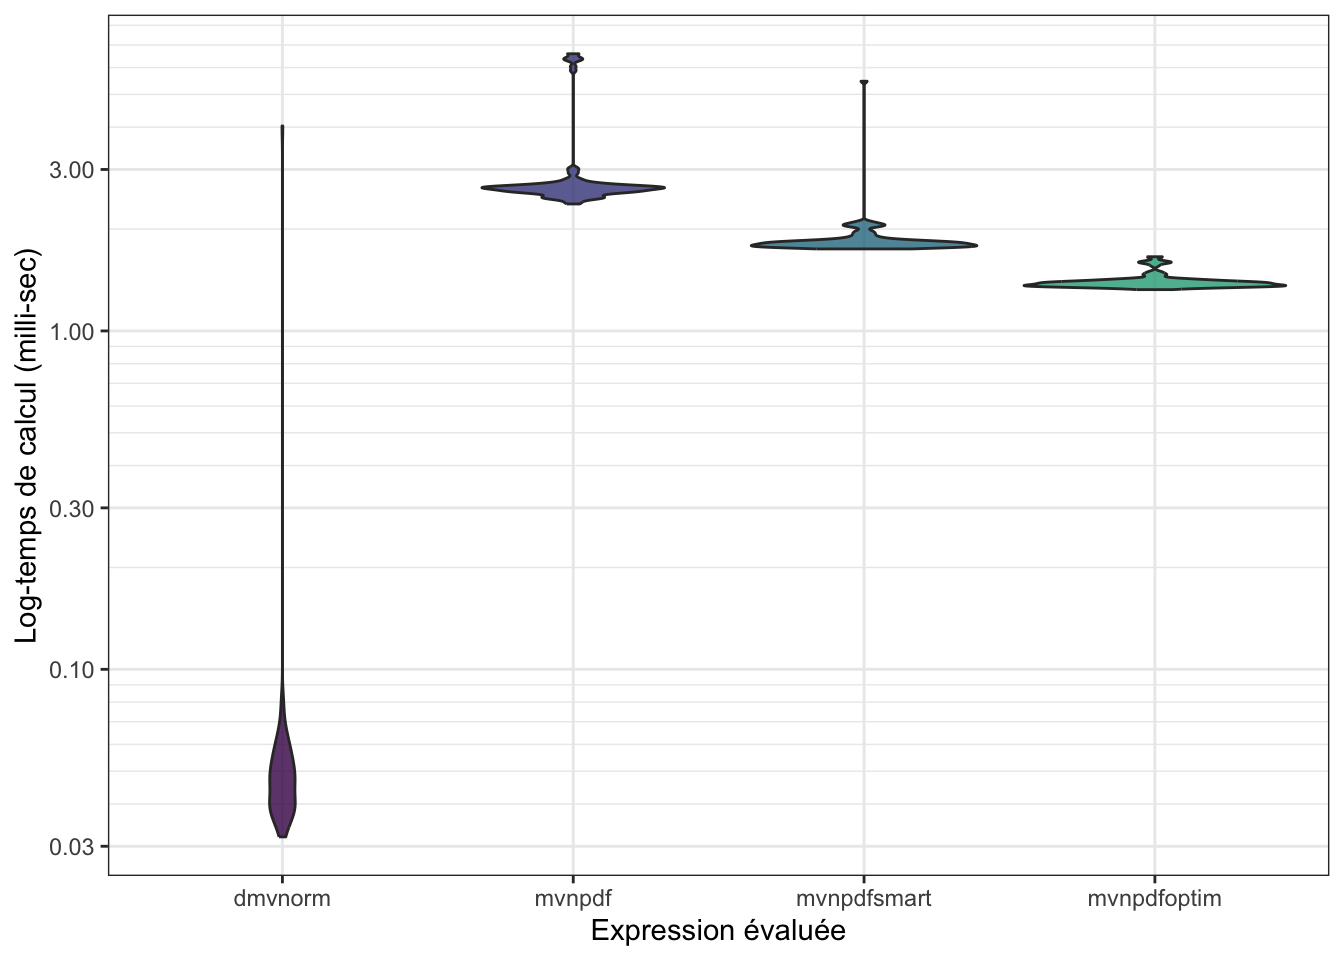 Log-temps de calcul (milli-sec)
3.00
1.00
0.30
0.10
0.03
dmvnorm mvnpdf mvnpdfsmart mvnpdfoptim
Expression évaluée